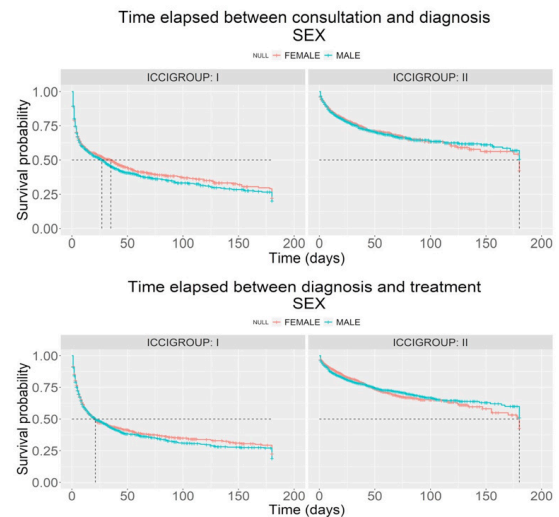 Time elapsed between consultation and diagnosis
SEX
NULL FEMALE MALE
ICCIGROUP: I ICCIGROUP: II
Survival probability
1.00
0.75
0.50
0.25
0.00
0 50 100 150 200 0 50 100 150 200
Time (days)
Time elapsed between diagnosis and treatment
SEX
NULL FEMALE MALE
ICCIGROUP: I ICCIGROUP: II
Survival probability
1.00
0.75
0.50
0.25
0.00
0 50 100 150 200 0 50 100 150 200
Time (days)